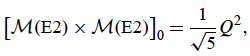 [ℳ(E2) × ℳ(E2)]₀ = 1/√5 Q²,